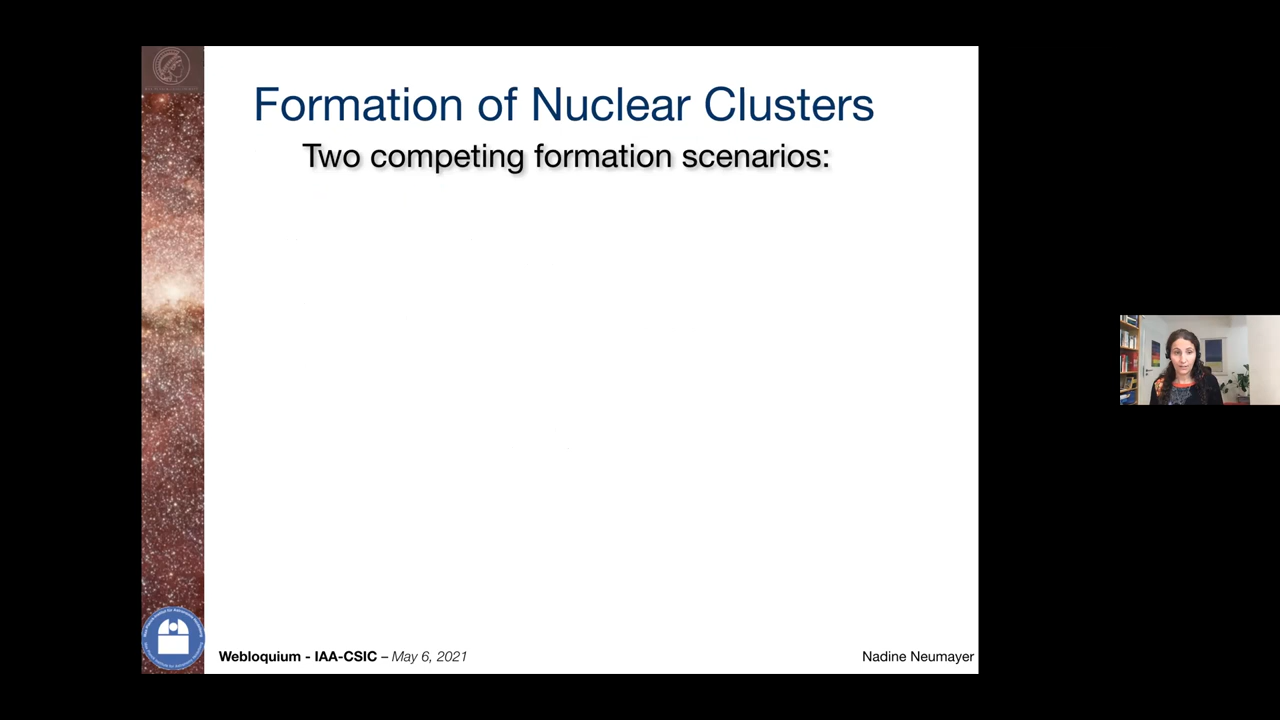 Formation of Nuclear Clusters
Two competing formation scenarios:
Webloquium - IAA-CSIC – May 6, 2021
Nadine Neumayer